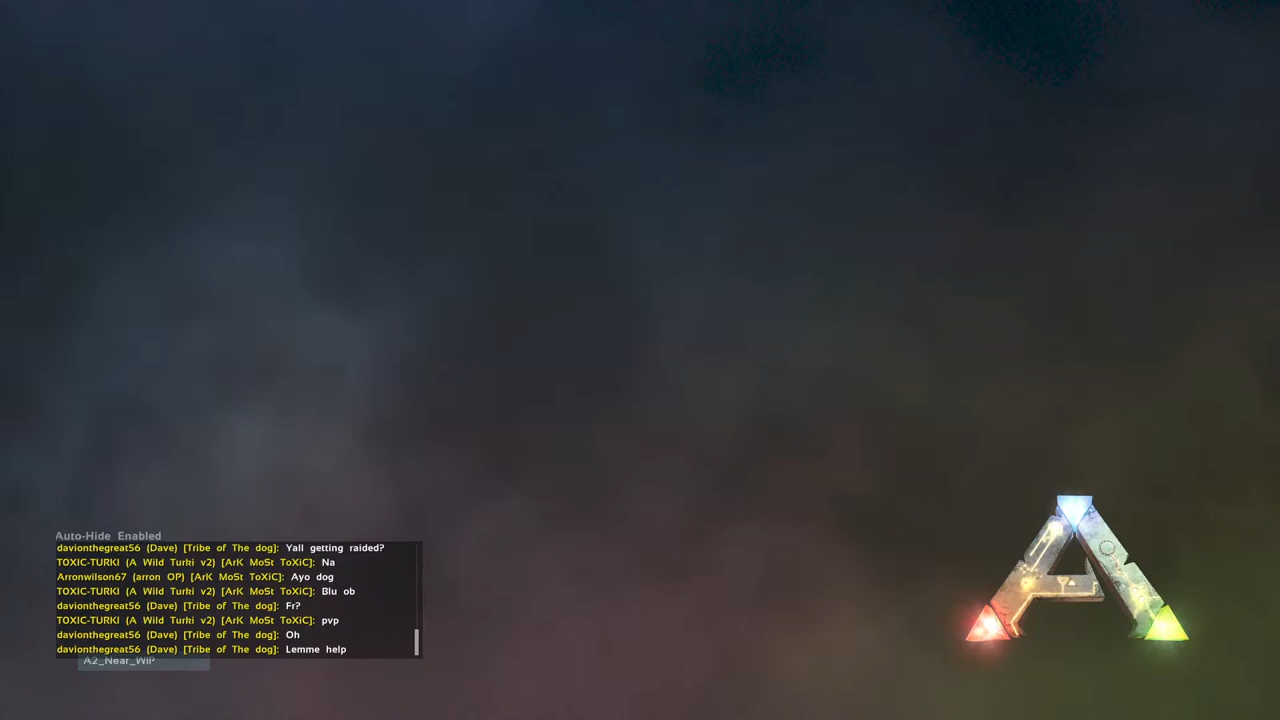 Auto-Hide Enabled
davionthegreat56 (Dave) [Tribe of The dog]: Yall getting raided?
TOXIC-TURKI (A Wild Turki v2) [ArK MoSt ToXiC]: Na
Arronwilson67 (arron OP) [ArK MoSt ToXiC]: Ayo dog
TOXIC-TURKI (A Wild Turki v2) [ArK MoSt ToXiC]: Blu ob
davionthegreat56 (Dave) [Tribe of The dog]: Fr?
TOXIC-TURKI (A Wild Turki v2) [ArK MoSt ToXiC]: pvp
davionthegreat56 (Dave) [Tribe of The dog]: Oh
davionthegreat56 (Dave) [Tribe of The dog]: Lemme help
A2_Near_WIP